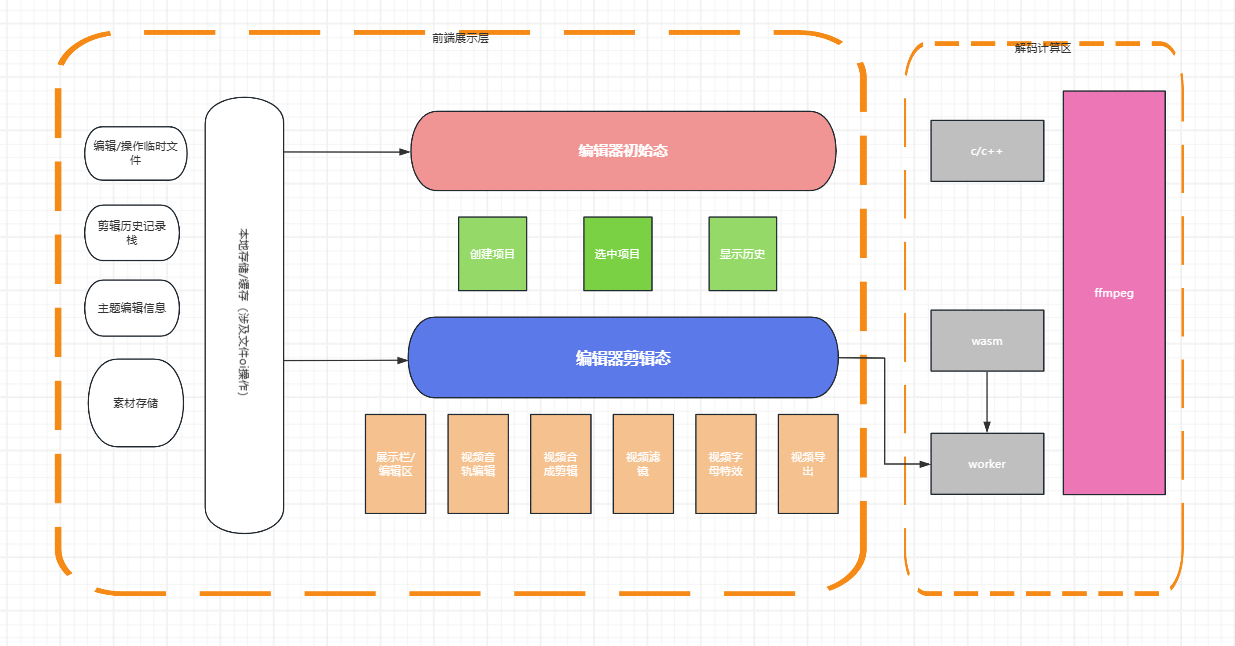 前端展示层
解码计算区
编辑/操作临时文
件
剪辑历史记录
栈
主题编辑信息
素材存储
本地存储/缓存（涉及文件oi操作）
编辑器初始态
创建项目
选中项目
显示历史
编辑器剪辑态
展示栏/
编辑区
视频音
轨编辑
视频合
成剪辑
视频滤
镜
视频字
母特效
视频导
出
c/c++
wasm
worker
ffmpeg